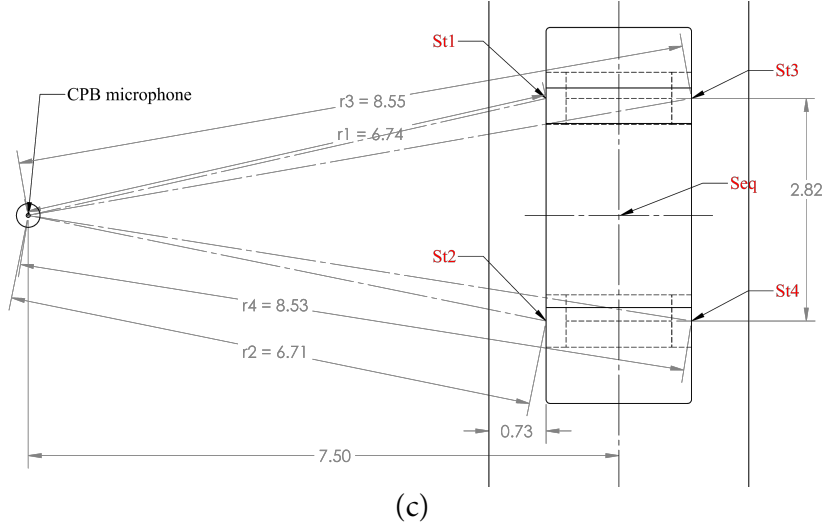 St1
St3
CPB microphone
r3 = 8.55
r1 = 6.74
Seq
2.82
St2
St4
r4 = 8.53
r2 = 6.71
0.73
7.50
(c)